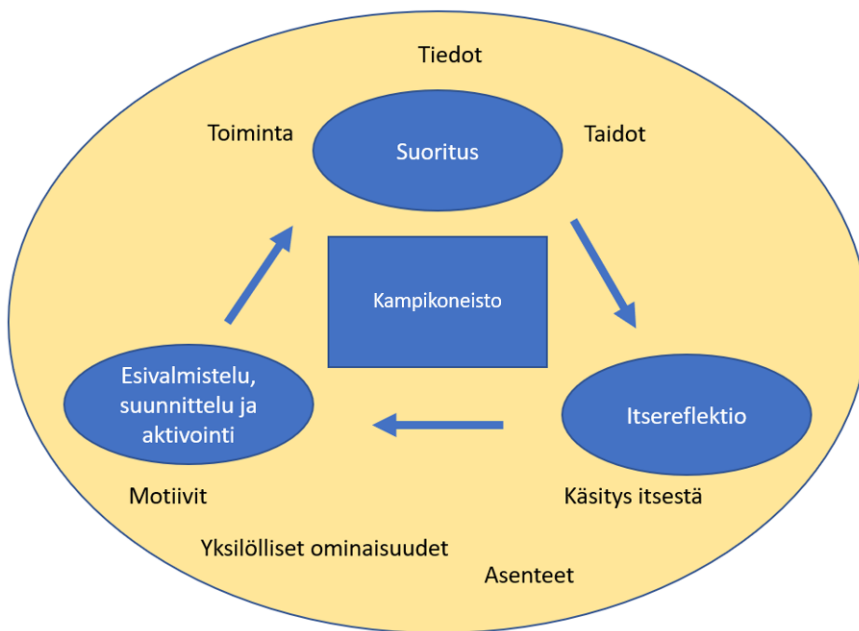 Tiedot
Toiminta
Suoritus
Taidot
Kampikoneisto
Esivalmistelu,
suunnittelu ja
aktivointi
Itsereflektio
Motiivit
Käsitys itsestä
Yksilölliset ominaisuudet
Asenteet